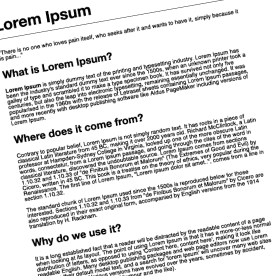 Lorem Ipsum
"There is no one who loves pain itself, who seeks after it and wants to have it, simply because it
is pain..."
What is Lorem Ipsum?
Lorem Ipsum is simply dummy text of the printing and typesetting industry. Lorem Ipsum has
been the industry's standard dummy text ever since the 1500s, when an unknown printer took a
galley of type and scrambled it to make a type specimen book. It has survived not only five
centuries, but also the leap into electronic typesetting, remaining essentially unchanged. It was
popularised in the 1960s with the release of Letraset sheets containing Lorem Ipsum passages,
and more recently with desktop publishing software like Aldus PageMaker including versions of
Lorem Ipsum.
Where does it come from?
Contrary to popular belief, Lorem Ipsum is not simply random text. It has roots in a piece of
classical Latin literature from 45 BC, making it over 2000 years old. Richard McClintock, a Latin
professor at Hampden-Sydney College in Virginia, looked up one of the more obscure Latin
words, consectetur, from a Lorem Ipsum passage, and going through the cites of the word in
classical literature, discovered the undoubtable source. Lorem Ipsum comes from sections
1.10.32 and 1.10.33 of "de Finibus Bonorum et Malorum" (The Extremes of Good and Evil) by
Cicero, written in 45 BC. This book is a treatise on the theory of ethics, very popular during the
Renaissance. The first line of Lorem Ipsum, "Lorem ipsum dolor sit amet..", comes from a line in
section 1.10.32.
The standard chunk of Lorem Ipsum used since the 1500s is reproduced below for those
interested. Sections 1.10.32 and 1.10.33 from "de Finibus Bonorum et Malorum" by Cicero are
also reproduced in their exact original form, accompanied by English versions from the 1914
translation by H. Rackham.
Why do we use it?
It is a long established fact that a reader will be distracted by the readable content of a page
when looking at its layout. The point of using Lorem Ipsum is that it has a more-or-less normal
distribution of letters, as opposed to using 'Content here, content here', making it look like
readable English. Many desktop publishing packages and web page editors now use Lorem
default model text, and a search for 'lorem ipsum' will uncover many web sites
versions have evolved over the years, sometimes by accident,
humour and the like).